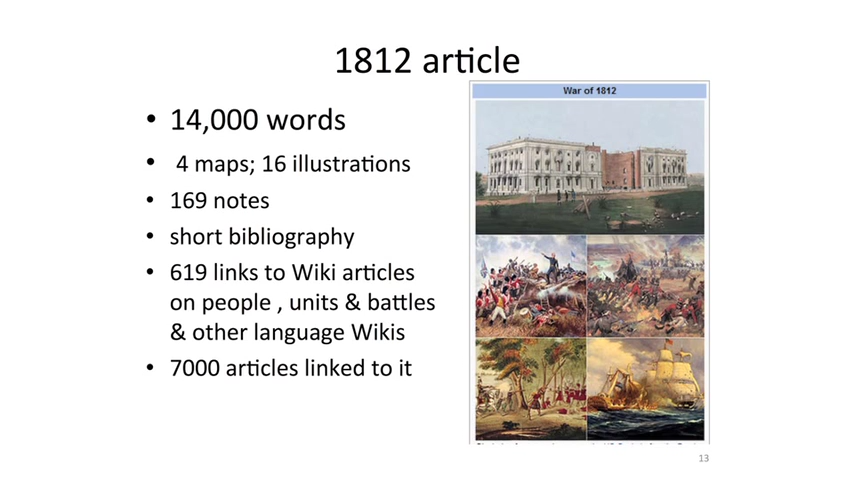 1812 article
• 14,000 words
• 4 maps; 16 illustrations
• 169 notes
• short bibliography
• 619 links to Wiki articles
on people , units & battles
& other language Wikis
• 7000 articles linked to it
War of 1812
13